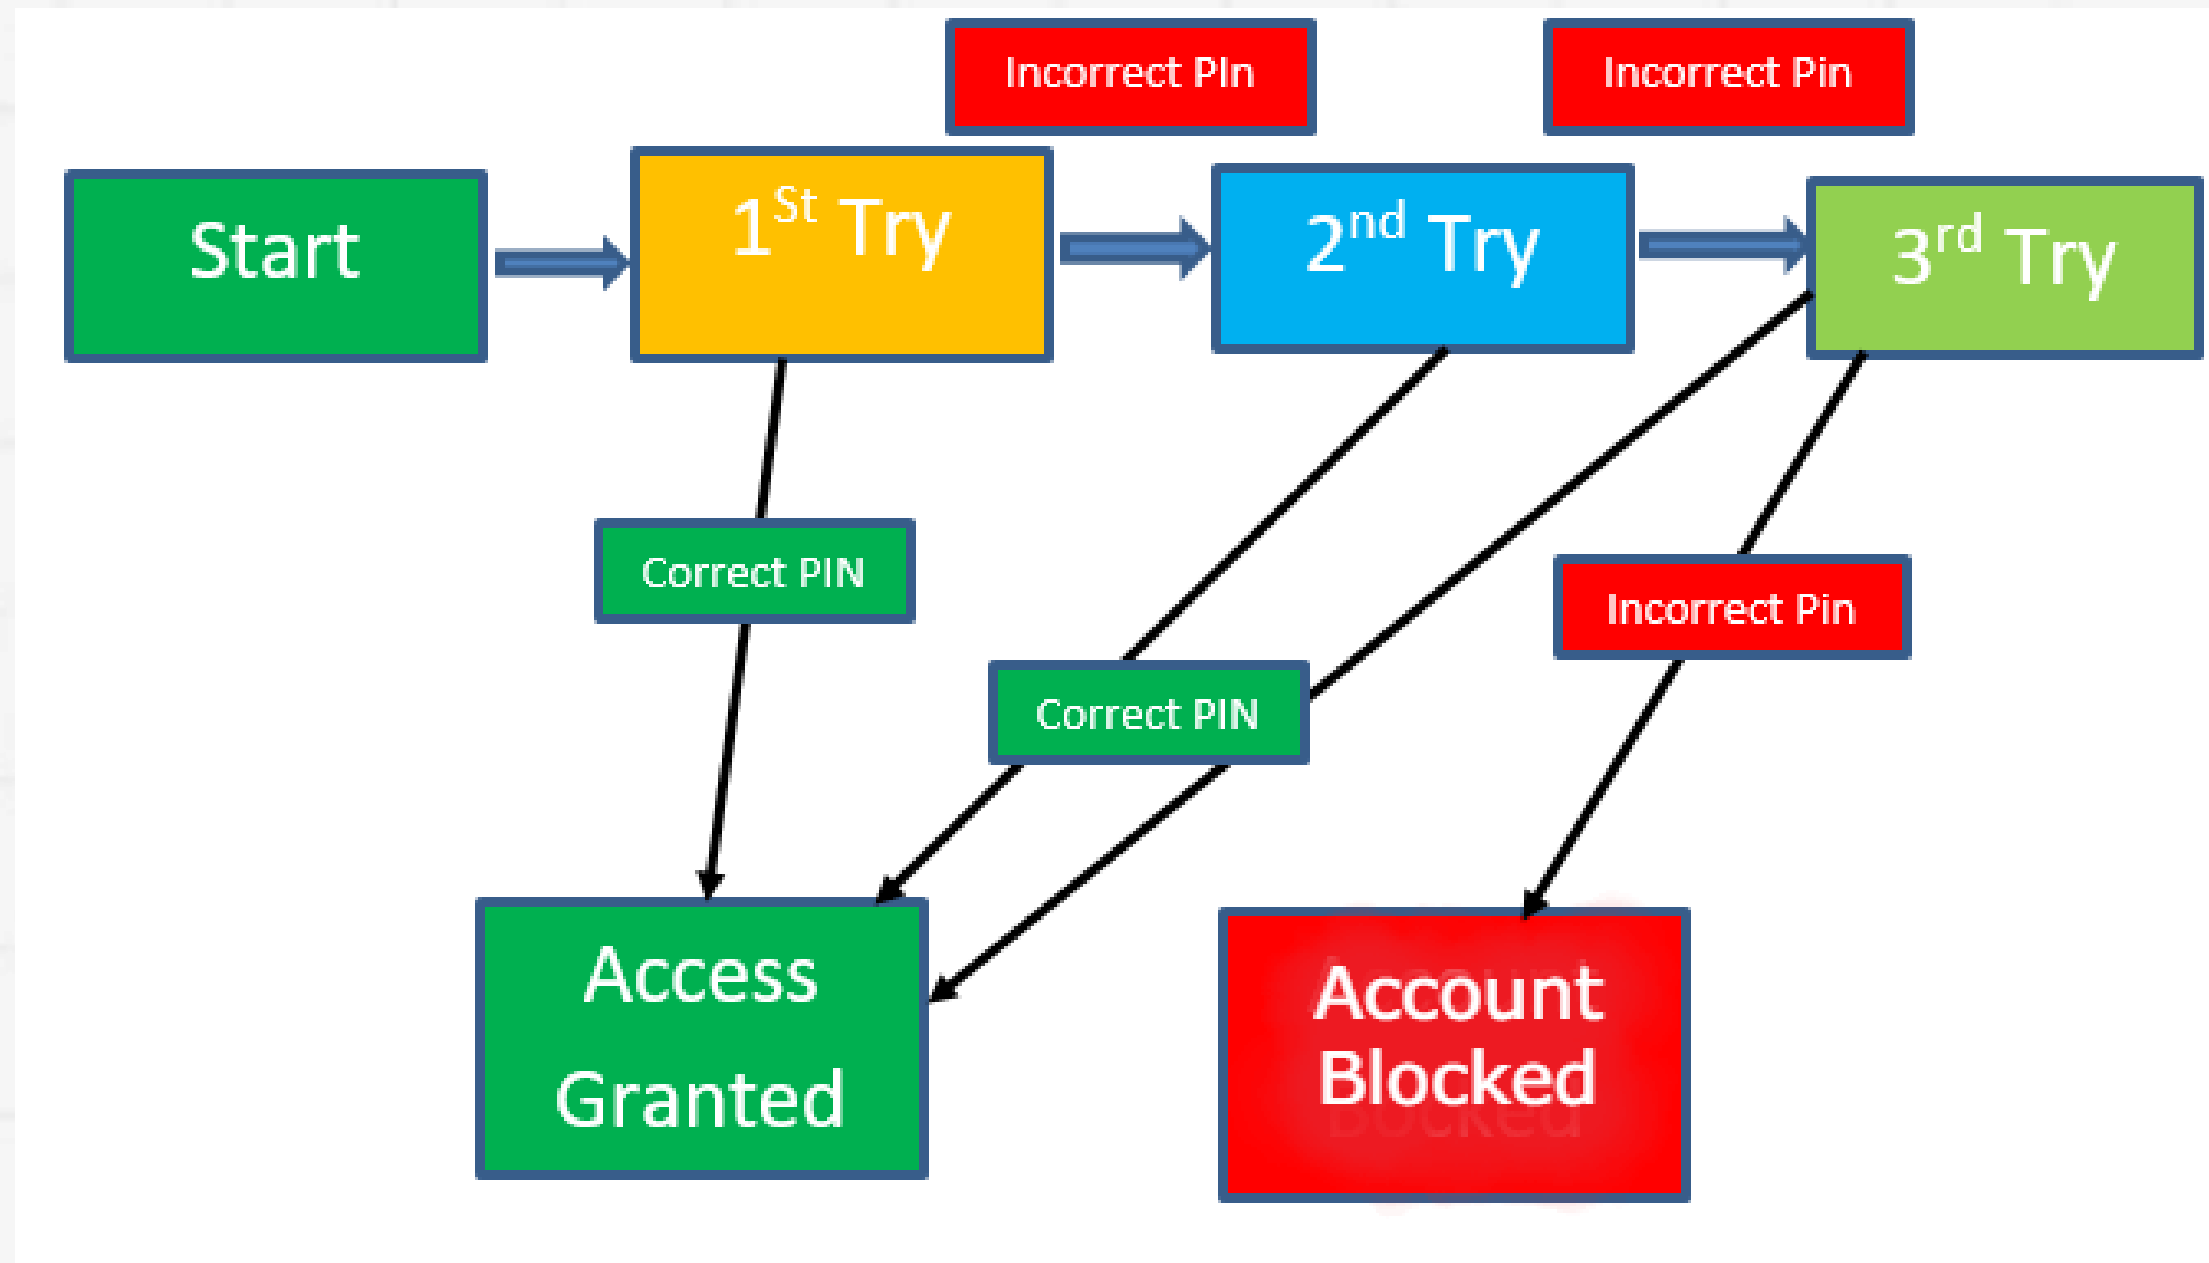 Incorrect PIn
Incorrect Pin
Start
1St Try
2nd Try
3rd Try
Correct PIN
Incorrect Pin
Correct PIN
Access
Granted
Account
Blocked